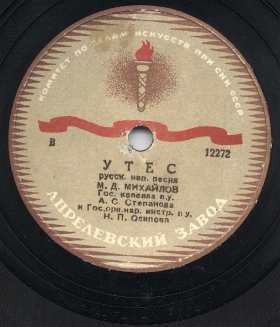 КОМИТЕТ ПО ДЕЛАМ ИСКУССТВ ПРИ СНК СССР
В
12272
УТЕС
русск. нар. песня
М. Д. МИХАЙЛОВ
Гос. капелла п/у.
А. С. Степанова
и Гос.орк.нар. инстр. п/у
Н. П. Осипова
АПРЕЛЕВСКИЙ ЗАВОД